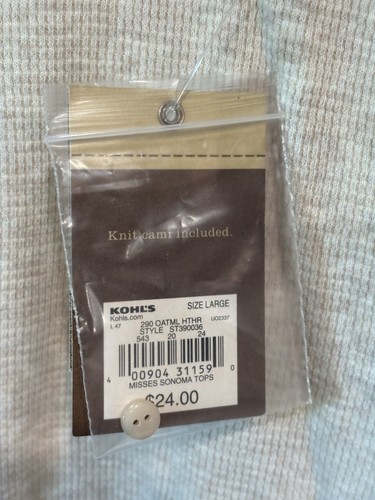 Knit cami included.
KOHL'S SIZE LARGE
Kohls.com
L 47 290 OATML HTHR UO2337
STYLE ST390036
543 20 24
4 00904 31159 0
MISSES SONOMA TOPS
$24.00